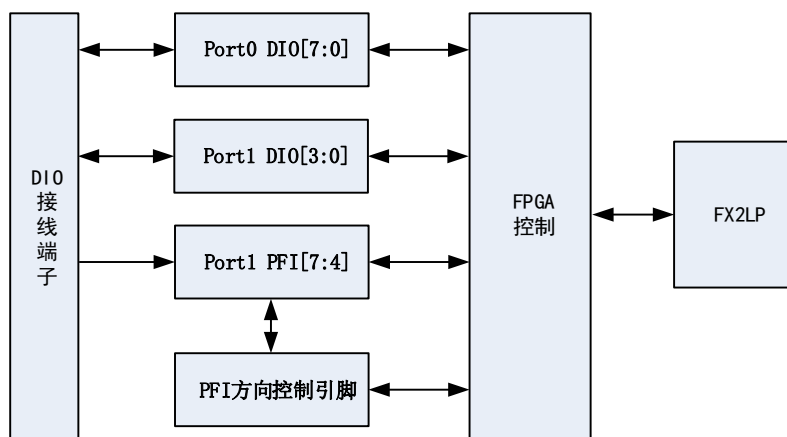 DIO
接
线
端
子
Port0 DIO[7:0]
Port1 DIO[3:0]
Port1 PFI[7:4]
PFI方向控制引脚
FPGA
控制
FX2LP